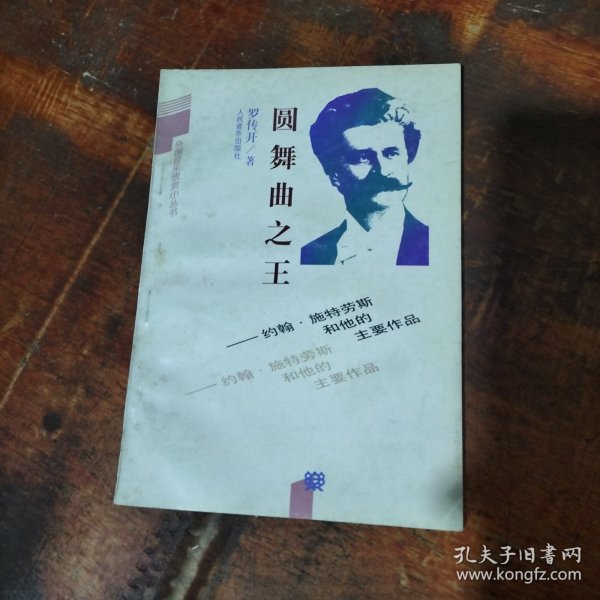 外国音乐欣赏小丛书
罗传开/著
人民音乐出版社
圆舞曲之王
——约翰·施特劳斯
和他的
主要作品
——约翰·施特劳斯
和他的
主要作品
孔夫子旧书网
www.kongfz.com